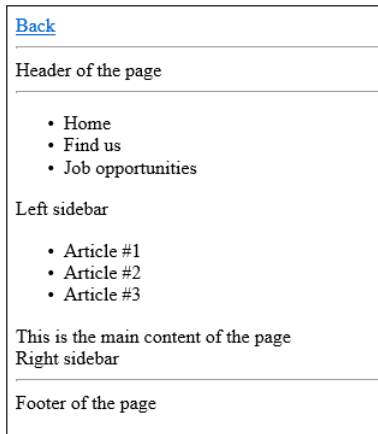 Back
Header of the page
Home
Find us
Job opportunities
Left sidebar
Article #1
Article #2
Article #3
This is the main content of the page
Right sidebar
Footer of the page